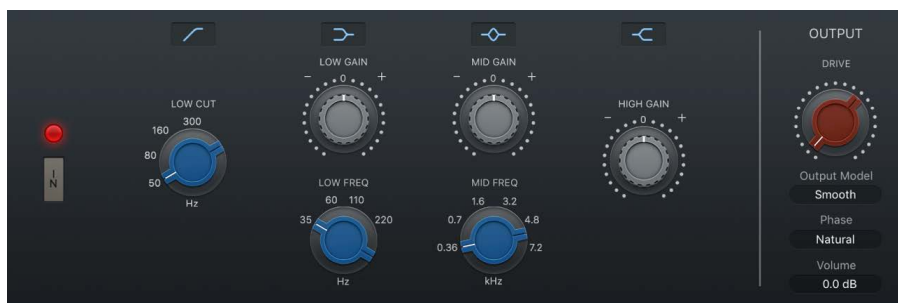 OUTPUT
LOW GAIN
MID GAIN
DRIVE
− 0 +
− 0 +
LOW CUT
HIGH GAIN
− 0 +
300
160
80
50
Hz
IN
LOW FREQ
60 110
35 220
Hz
MID FREQ
1.6 3.2
0.7 4.8
0.36 7.2
kHz
Output Model
Smooth
Phase
Natural
Volume
0.0 dB